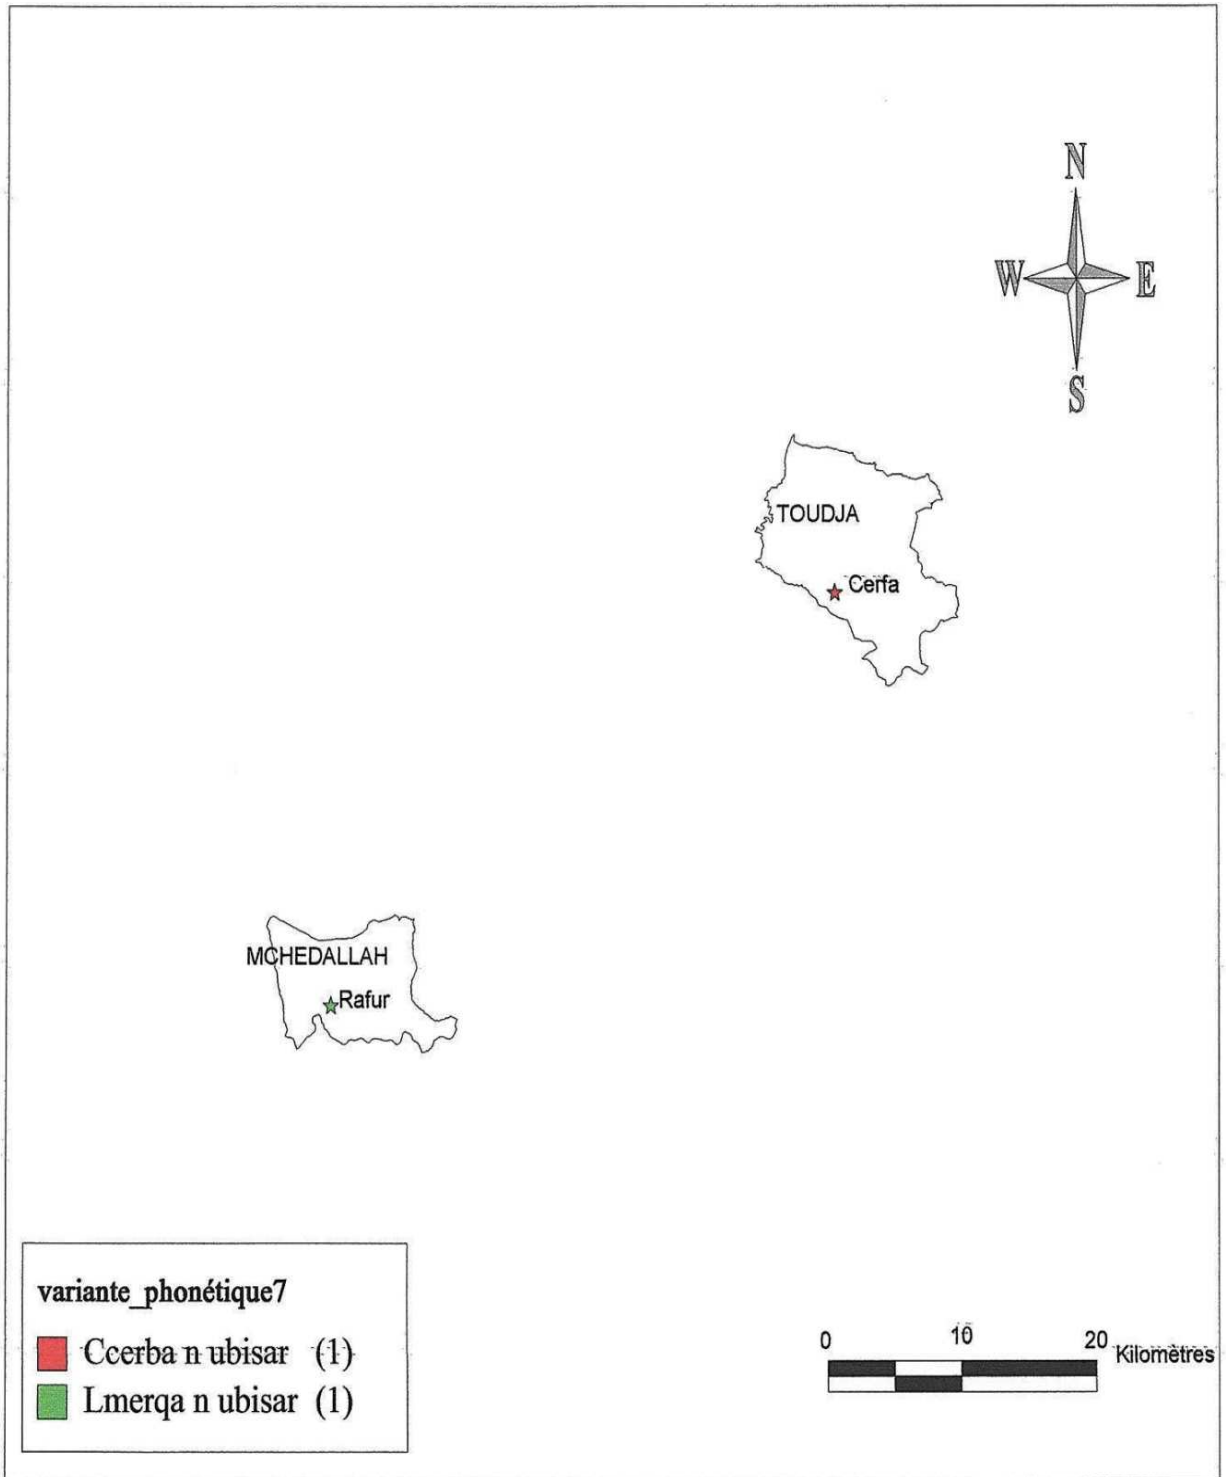 N
W E
S
TOUDJA
Cerfa
MCHEDALLAH
Rafur
variante_phonétique7
Ccerba n ubisar (1)
Lmerqa n ubisar (1)
0 10 20 Kilomètres